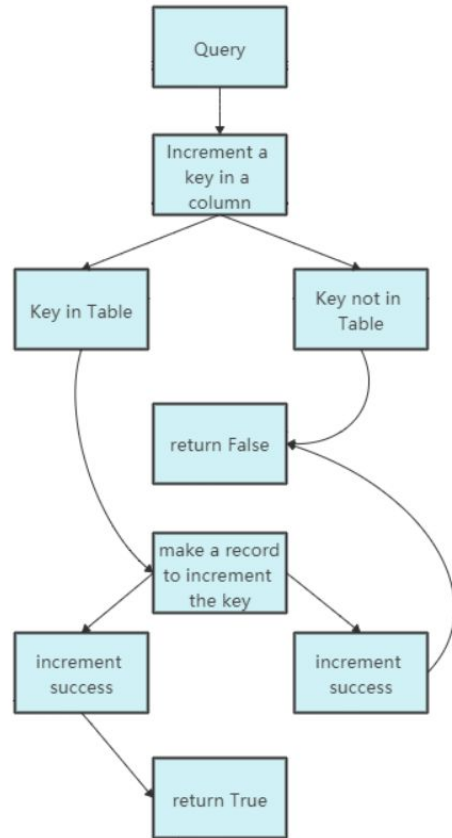 Query
Increment a
key in a
column
Key in Table
Key not in
Table
return False
make a record
to increment
the key
increment
success
increment
success
return True